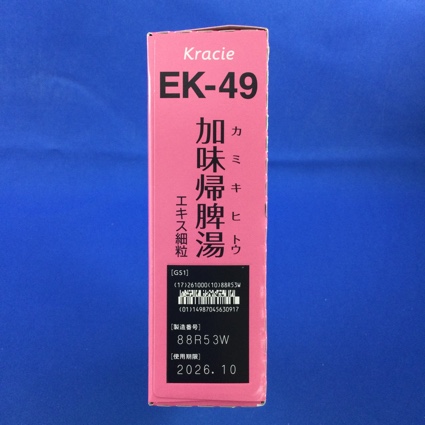 Kracie
EK-49
加味帰脾湯
カミキヒトウ
エキス細粒
[GS1]
(17)261000(10)88R53W
(01)14987045630917
[製造番号]
88R53W
[使用期限]
2026.10